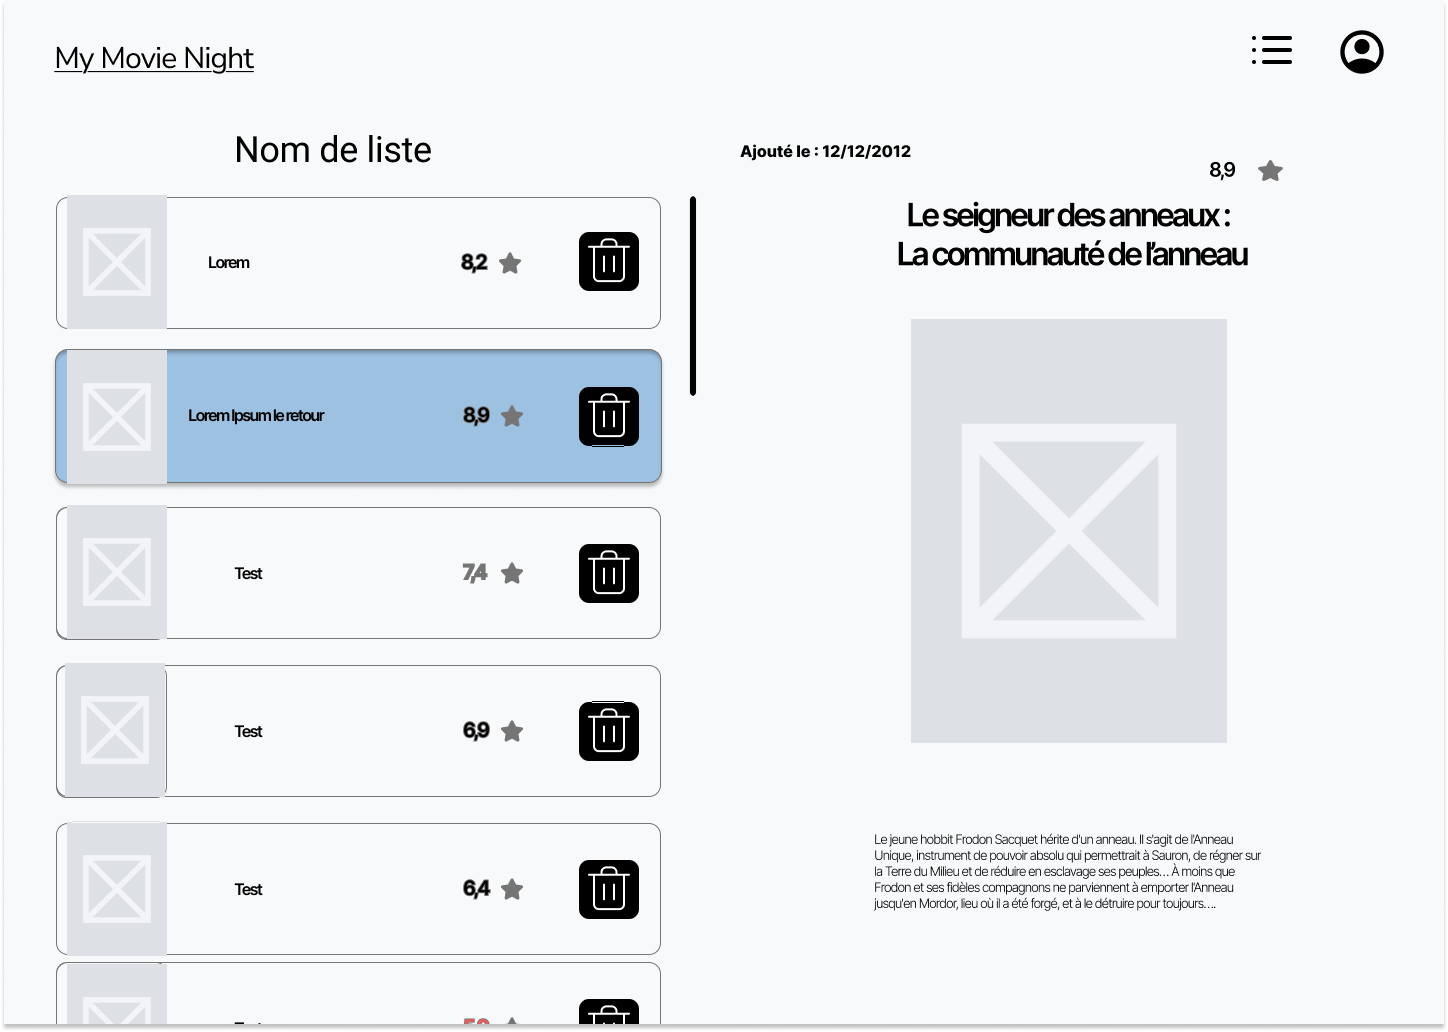 My Movie Night
Nom de liste
Lorem
8,2
Lorem Ipsum le retour
8,9
Test
7,4
Test
6,9
Test
6,4
Ajouté le : 12/12/2012
8,9
Le seigneur des anneaux :
La communauté de l'anneau
Le jeune hobbit Frodon Sacquet hérite d'un anneau. Il s'agit de l'Anneau
Unique, instrument de pouvoir absolu qui permettrait à Sauron, de régner sur
la Terre du Milieu et de réduire en esclavage ses peuples… À moins que
Frodon et ses fidèles compagnons ne parviennent à emporter l'Anneau
jusqu'en Mordor, lieu où il a été forgé, et à le détruire pour toujours….